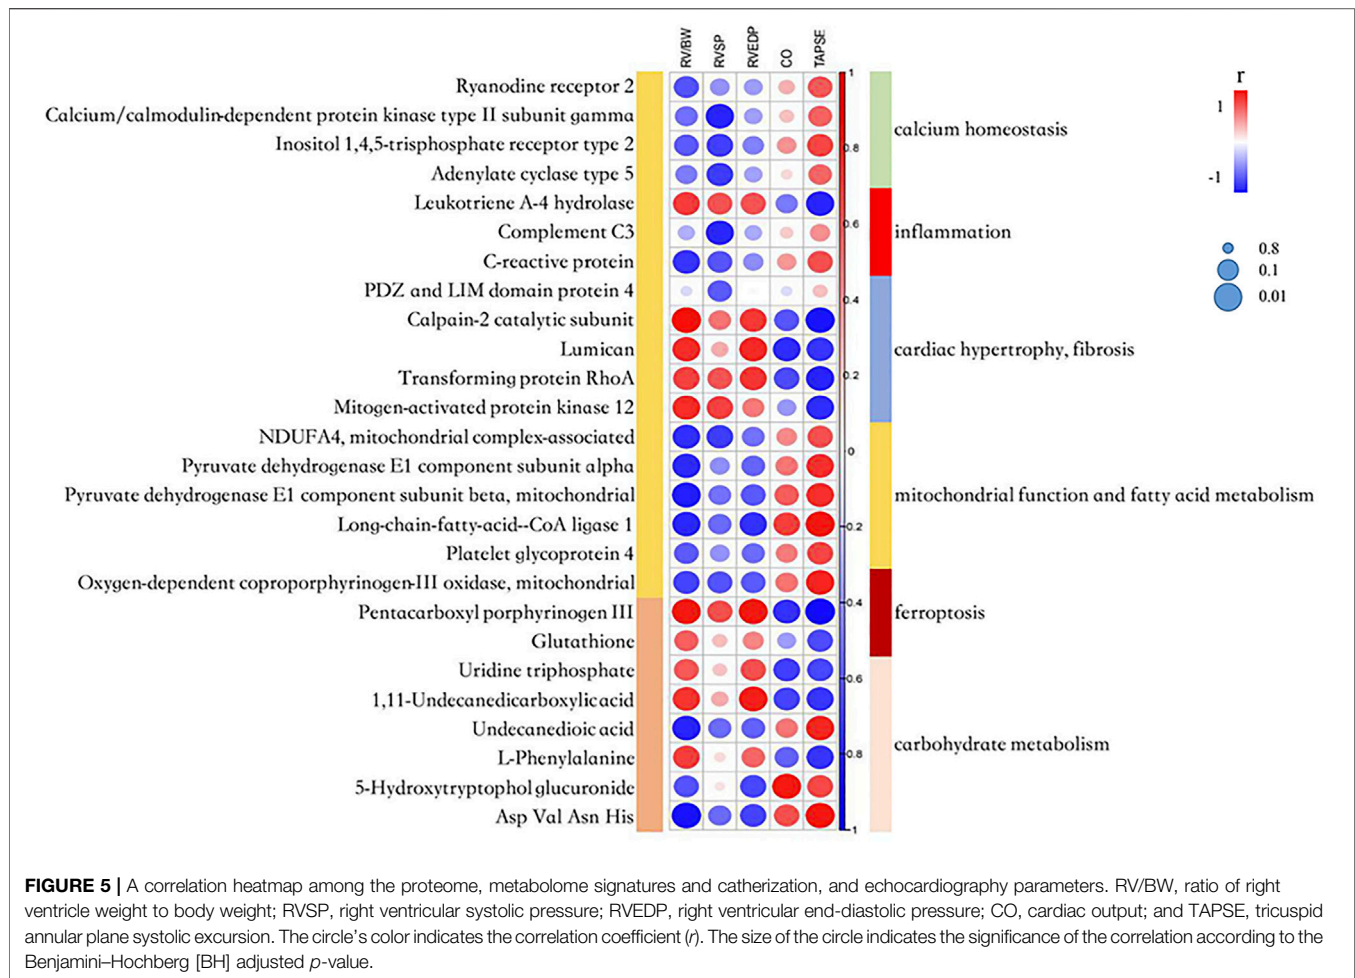 RV/BW
RVSP
RVEDP
CO
TAPSE
Ryanodine receptor 2
Calcium/calmodulin-dependent protein kinase type II subunit gamma
Inositol 1,4,5-trisphosphate receptor type 2
Adenylate cyclase type 5
Leukotriene A-4 hydrolase
Complement C3
C-reactive protein
PDZ and LIM domain protein 4
Calpain-2 catalytic subunit
Lumican
Transforming protein RhoA
Mitogen-activated protein kinase 12
NDUFA4, mitochondrial complex-associated
Pyruvate dehydrogenase E1 component subunit alpha
Pyruvate dehydrogenase E1 component subunit beta, mitochondrial
Long-chain-fatty-acid--CoA ligase 1
Platelet glycoprotein 4
Oxygen-dependent coproporphyrinogen-III oxidase, mitochondrial
Pentacarboxyl porphyrinogen III
Glutathione
Uridine triphosphate
1,11-Undecanedicarboxylic acid
Undecanedioic acid
L-Phenylalanine
5-Hydroxytryptophol glucuronide
Asp Val Asn His
1
0.8
0.6
0.4
0.2
0
-0.2
-0.4
-0.6
-0.8
-1
calcium homeostasis
inflammation
cardiac hypertrophy, fibrosis
mitochondrial function and fatty acid metabolism
ferroptosis
carbohydrate metabolism
r
1
-1
0.8
0.1
0.01
FIGURE 5 | A correlation heatmap among the proteome, metabolome signatures and catherization, and echocardiography parameters. RV/BW, ratio of right
ventricle weight to body weight; RVSP, right ventricular systolic pressure; RVEDP, right ventricular end-diastolic pressure; CO, cardiac output; and TAPSE, tricuspid
annular plane systolic excursion. The circle's color indicates the correlation coefficient (r). The size of the circle indicates the significance of the correlation according to the
Benjamini–Hochberg [BH] adjusted p-value.